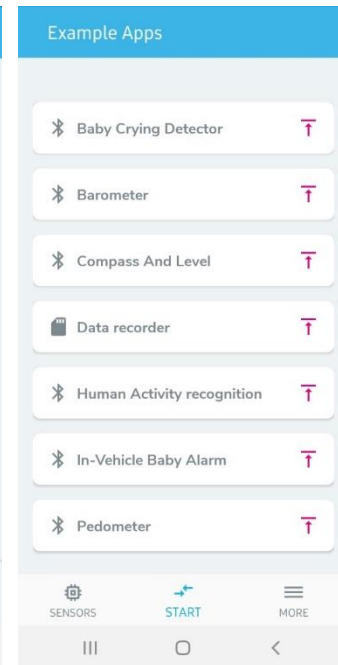 Example Apps
Baby Crying Detector
Barometer
Compass And Level
Data recorder
Human Activity recognition
In-Vehicle Baby Alarm
Pedometer
SENSORS START MORE